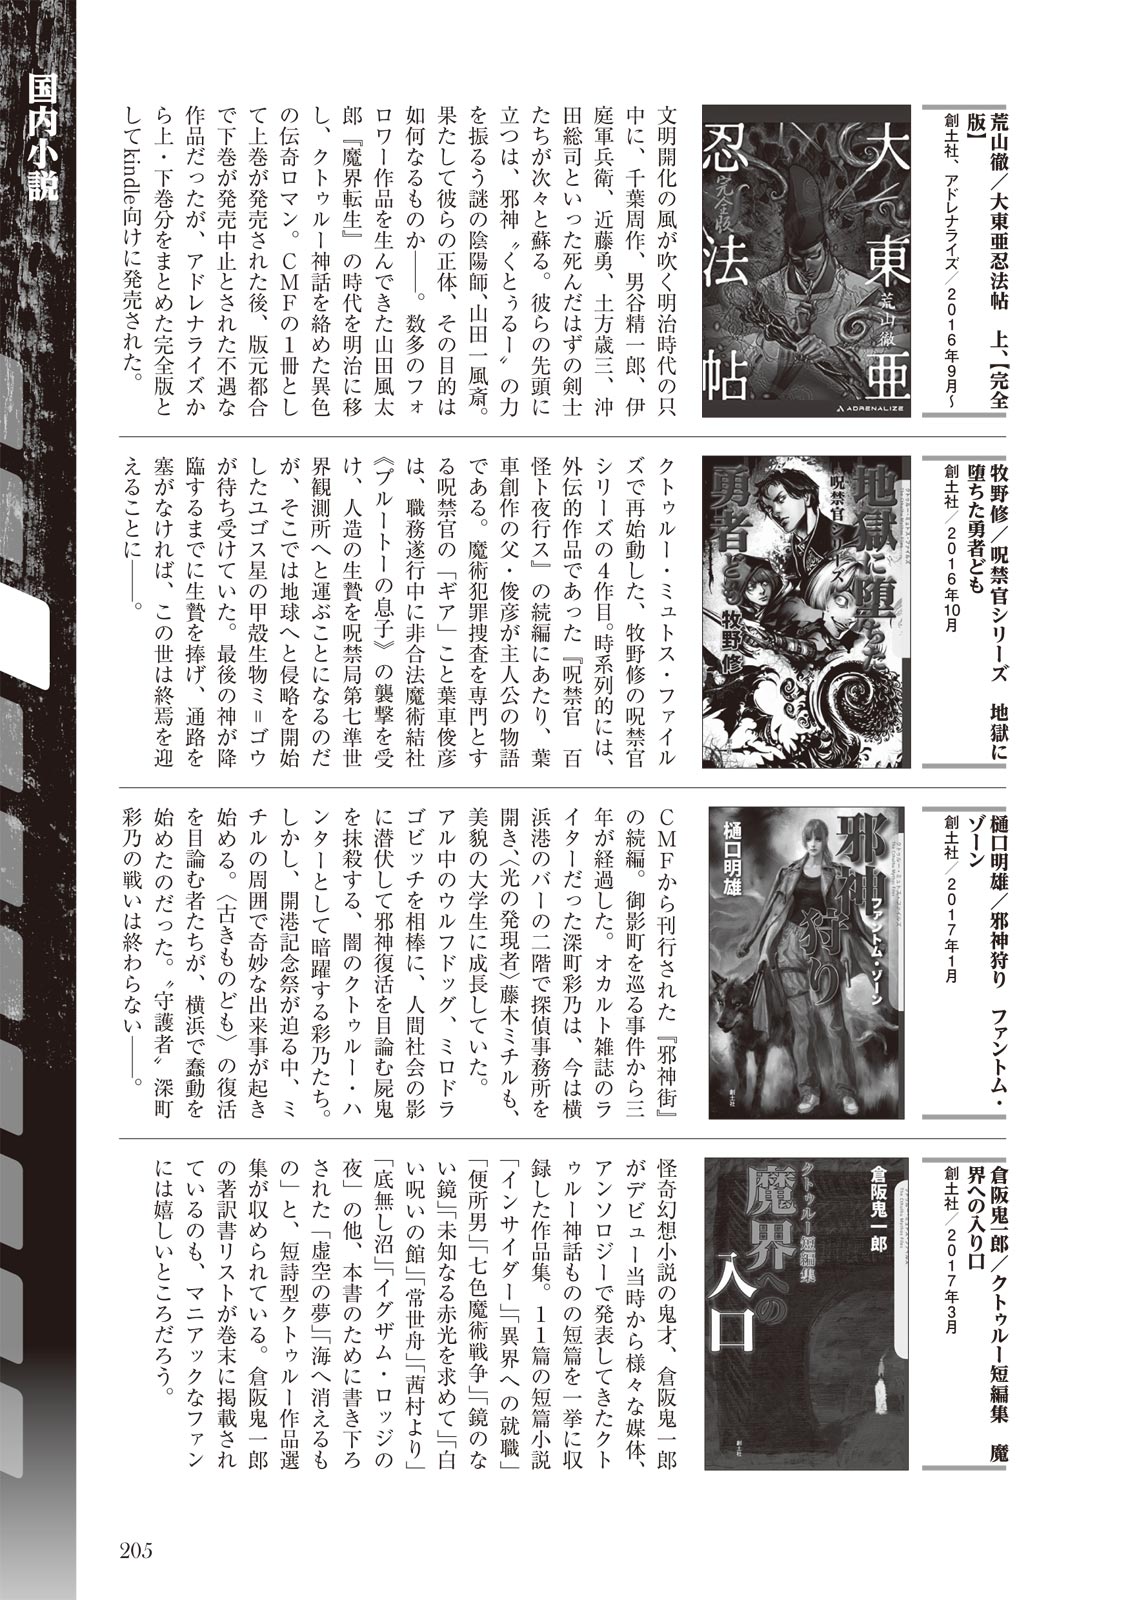 国内小説
荒山徹／大東亜忍法帖　上、【完全
版】
創土社、アドレナライズ／2016年9月～
大東亜
忍法帖
完全版
荒山徹
ADRENALIZE
文明開化の風が吹く明治時代の只
中に、千葉周作、男谷精一郎、伊
庭軍兵衛、近藤勇、土方歳三、沖
田総司といった死んだはずの剣士
たちが次々と蘇る。彼らの先頭に
立つは、邪神〝くとぅるー〟の力
を振るう謎の陰陽師、山田一風斎。
果たして彼らの正体、その目的は
如何なるものか――。数多のフォ
ロワー作品を生んできた山田風太
郎『魔界転生』の時代を明治に移
し、クトゥルー神話を絡めた異色
の伝奇ロマン。ＣＭＦの１冊とし
て上巻が発売された後、版元都合
で下巻が発売中止とされた不遇な
作品だったが、アドレナライズか
ら上・下巻分をまとめた完全版と
してkindle向けに発売された。
牧野修／呪禁官シリーズ　地獄に
堕ちた勇者ども
創土社／2016年10月
地獄に堕ちた
呪禁官シリーズ
勇者ども
牧野修
クトゥルー・ミュトス・ファイル
ズで再始動した、牧野修の呪禁官
シリーズの４作目。時系列的には、
外伝的作品であった『呪禁官　百
怪ト夜行ス』の続編にあたり、葉
車創作の父・俊彦が主人公の物語
である。魔術犯罪捜査を専門とす
る呪禁官の「ギア」こと葉車俊彦
は、職務遂行中に非合法魔術結社
《プルートーの息子》の襲撃を受
け、人造の生贄を呪禁局第七準世
界観測所へと運ぶことになるのだ
が、そこでは地球へと侵略を開始
したユゴス星の甲殻生物ミ＝ゴウ
が待ち受けていた。最後の神が降
臨するまでに生贄を捧げ、通路を
塞がなければ、この世は終焉を迎
えることに――。
樋口明雄／邪神狩り　ファントム・
ゾーン
創土社／2017年1月
邪神狩り
ファントム・ゾーン
樋口明雄
創土社
ＣＭＦから刊行された『邪神街』
の続編。御影町を巡る事件から三
年が経過した。オカルト雑誌のラ
イターだった深町彩乃は、今は横
浜港のバーの二階で探偵事務所を
開き、〈光の発現者〉藤木ミチルも、
美貌の大学生に成長していた。
アル中のウルフドッグ、ミロドラ
ゴビッチを相棒に、人間社会の影
に潜伏して邪神復活を目論む屍鬼
を抹殺する、闇のクトゥルー・ハ
ンターとして暗躍する彩乃たち。
しかし、開港記念祭が迫る中、ミ
チルの周囲で奇妙な出来事が起き
始める。〈古きものども〉の復活
を目論む者たちが、横浜で蠢動を
始めたのだった。〝守護者〟深町
彩乃の戦いは終わらない――。
倉阪鬼一郎／クトゥルー短編集　魔
界への入り口
創土社／2017年3月
倉阪鬼一郎
クトゥルー短編集
魔界への
入口
創土社
怪奇幻想小説の鬼才、倉阪鬼一郎
がデビュー当時から様々な媒体、
アンソロジーで発表してきたクト
ゥルー神話ものの短篇を一挙に収
録した作品集。１１篇の短篇小説
「インサイダー」「異界への就職」
「便所男」「七色魔術戦争」「鏡のな
い鏡」「未知なる赤光を求めて」「白
い呪いの館」「常世舟」「茜村より」
「底無し沼」「イグザム・ロッジの
夜」の他、本書のために書き下ろ
された「虚空の夢」「海へ消えるも
の」と、短詩型クトゥルー作品選
集が収められている。倉阪鬼一郎
の著訳書リストが巻末に掲載され
ているのも、マニアックなファン
には嬉しいところだろう。
205